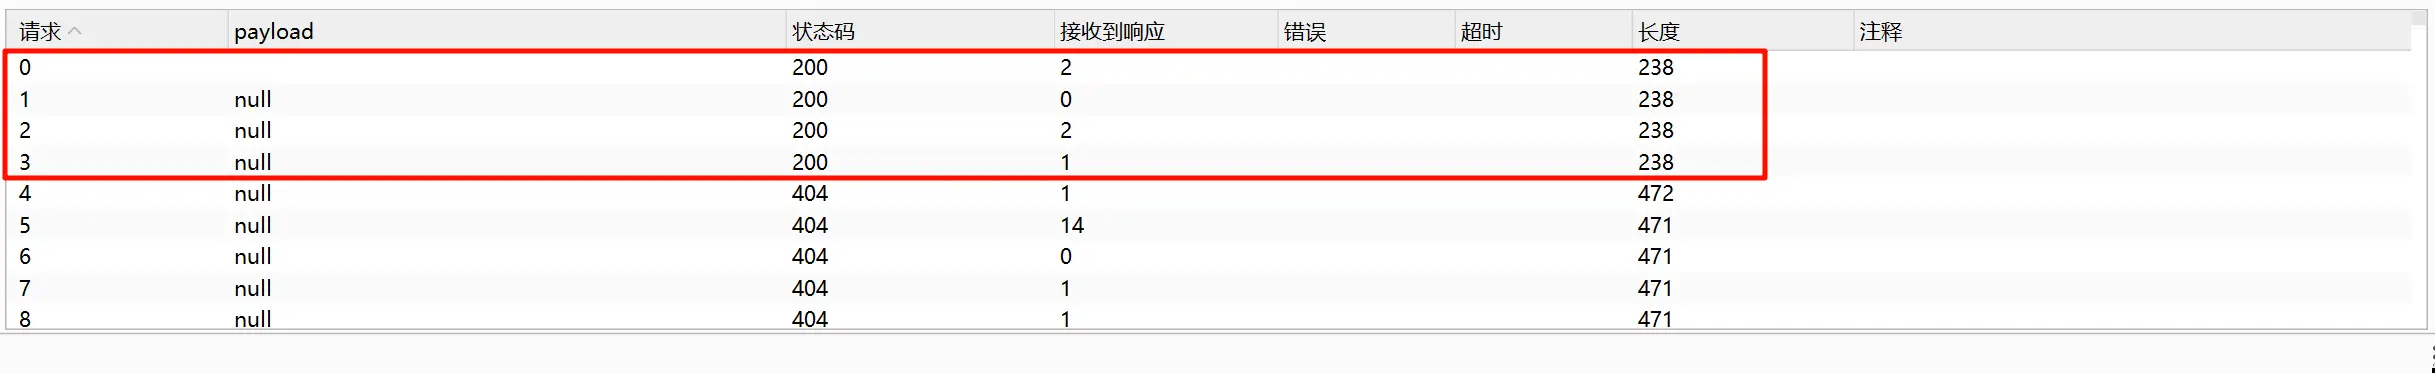 请求 payload 状态码 接收到响应 错误 超时 长度 注释
0 200 2 238
1 null 200 0 238
2 null 200 2 238
3 null 200 1 238
4 null 404 1 472
5 null 404 14 471
6 null 404 0 471
7 null 404 1 471
8 null 404 1 471